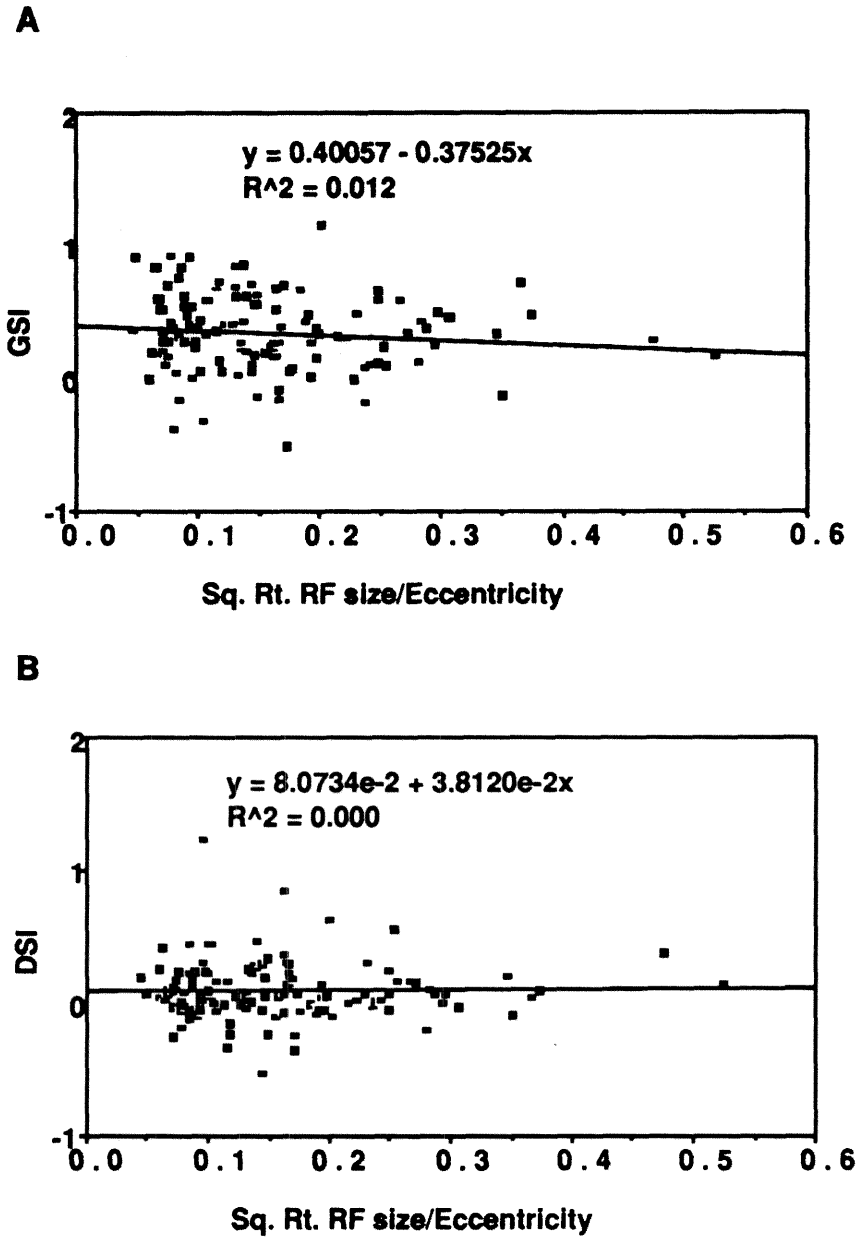 A
2
y = 0.40057 - 0.37525x
R^2 = 0.012
1
GSI
0
-1
0.0 0.1 0.2 0.3 0.4 0.5 0.6
Sq. Rt. RF size/Eccentricity
B
2
y = 8.0734e-2 + 3.8120e-2x
R^2 = 0.000
1
DSI
0
-1
0.0 0.1 0.2 0.3 0.4 0.5 0.6
Sq. Rt. RF size/Eccentricity